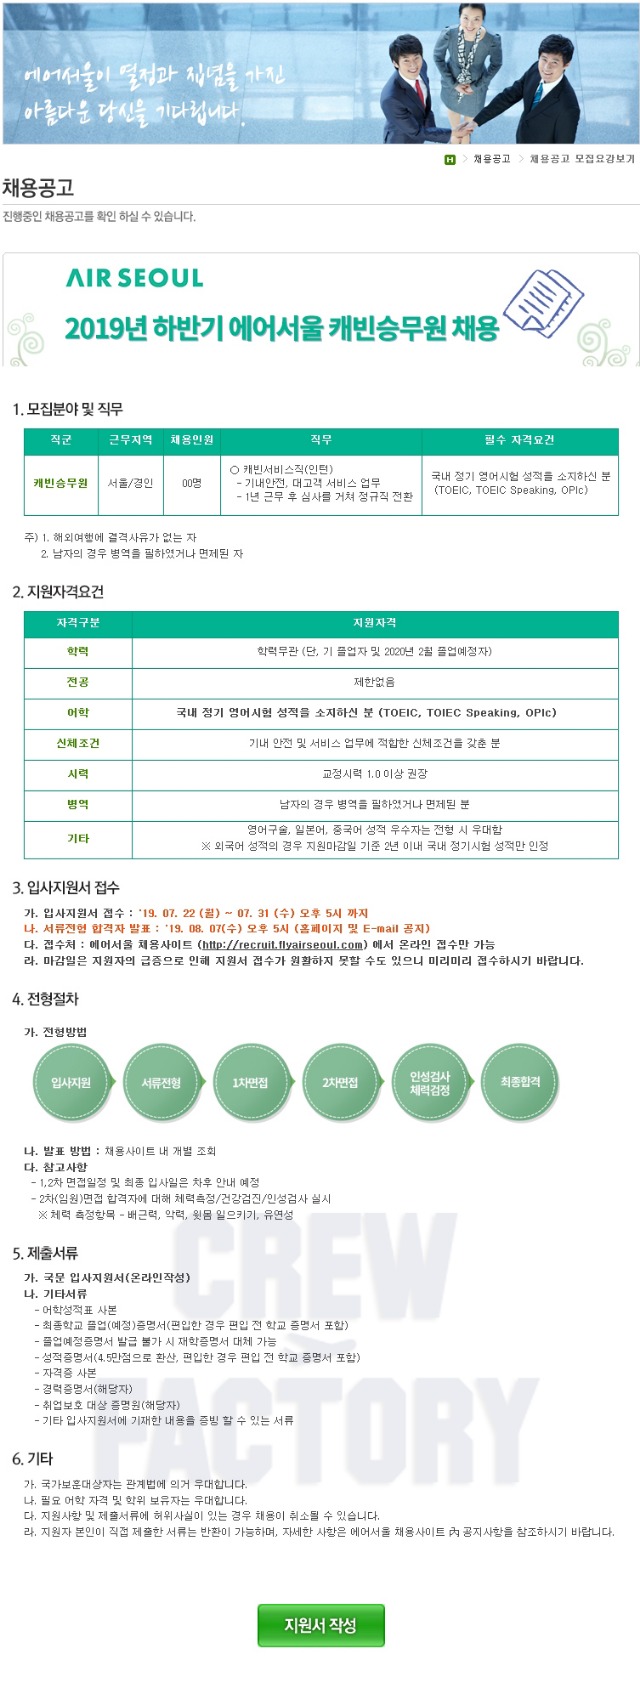 에어서울이 열정과 집념을 가진
아름다운 당신을 기다립니다.
H > 채용공고 > 채용공고 모집요강보기
채용공고
진행중인 채용공고를 확인 하실 수 있습니다.
AIR SEOUL
2019년 하반기 에어서울 캐빈승무원 채용
1. 모집분야 및 직무
직군 근무지역 채용인원 직무 필수 자격요건
캐빈승무원 서울/경인 00명
○ 캐빈서비스직(인턴)
- 기내안전, 대고객 서비스 업무
- 1년 근무 후 심사를 거쳐 정규직 전환
국내 정기 영어시험 성적을 소지하신 분
(TOEIC, TOEIC Speaking, OPIc)
주) 1. 해외여행에 결격사유가 없는 자
2. 남자의 경우 병역을 필하였거나 면제된 자
2. 지원자격요건
자격구분 지원자격
학력 학력무관 (단, 기 졸업자 및 2020년 2월 졸업예정자)
전공 제한없음
어학 국내 정기 영어시험 성적을 소지하신 분 (TOEIC, TOIEC Speaking, OPIc)
신체조건 기내 안전 및 서비스 업무에 적합한 신체조건을 갖춘 분
시력 교정시력 1.0 이상 권장
병역 남자의 경우 병역을 필하였거나 면제된 분
기타 영어구술, 일본어, 중국어 성적 우수자는 전형 시 우대함
※ 외국어 성적의 경우 지원마감일 기준 2년 이내 국내 정기시험 성적만 인정
3. 입사지원서 접수
가. 입사지원서 접수 : '19. 07. 22 (월) ~ 07. 31 (수) 오후 5시 까지
나. 서류전형 합격자 발표 : '19. 08. 07(수) 오후 5시 (홈페이지 및 E-mail 공지)
다. 접수처 : 에어서울 채용사이트 (http://recruit.flyairseoul.com) 에서 온라인 접수만 가능
라. 마감일은 지원자의 급증으로 인해 지원서 접수가 원활하지 못할 수도 있으니 미리미리 접수하시기 바랍니다.
4. 전형절차
가. 전형방법
입사지원 서류전형 1차면접 2차면접 인성검사 체력검정 최종합격
나. 발표 방법 : 채용사이트 내 개별 조회
다. 참고사항
- 1,2차 면접일정 및 최종 입사일은 차후 안내 예정
- 2차(임원)면접 합격자에 대해 체력측정/건강검진/인성검사 실시
※ 체력 측정항목 - 배근력, 악력, 윗몸 일으키기, 유연성
CREW
FACTORY
5. 제출서류
가. 국문 입사지원서(온라인작성)
나. 기타서류
- 어학성적표 사본
- 최종학교 졸업(예정)증명서(편입한 경우 편입 전 학교 증명서 포함)
- 졸업예정증명서 발급 불가 시 재학증명서 대체 가능
- 성적증명서(4.5만점으로 환산, 편입한 경우 편입 전 학교 증명서 포함)
- 자격증 사본
- 경력증명서(해당자)
- 취업보호 대상 증명원(해당자)
- 기타 입사지원서에 기재한 내용을 증빙 할 수 있는 서류
6. 기타
가. 국가보훈대상자는 관계법에 의거 우대합니다.
나. 필요 어학 자격 및 학위 보유자는 우대합니다.
다. 지원사항 및 제출서류에 허위사실이 있는 경우 채용이 취소될 수 있습니다.
라. 지원자 본인이 직접 제출한 서류는 반환이 가능하며, 자세한 사항은 에어서울 채용사이트 內 공지사항을 참조하시기 바랍니다.
지원서 작성